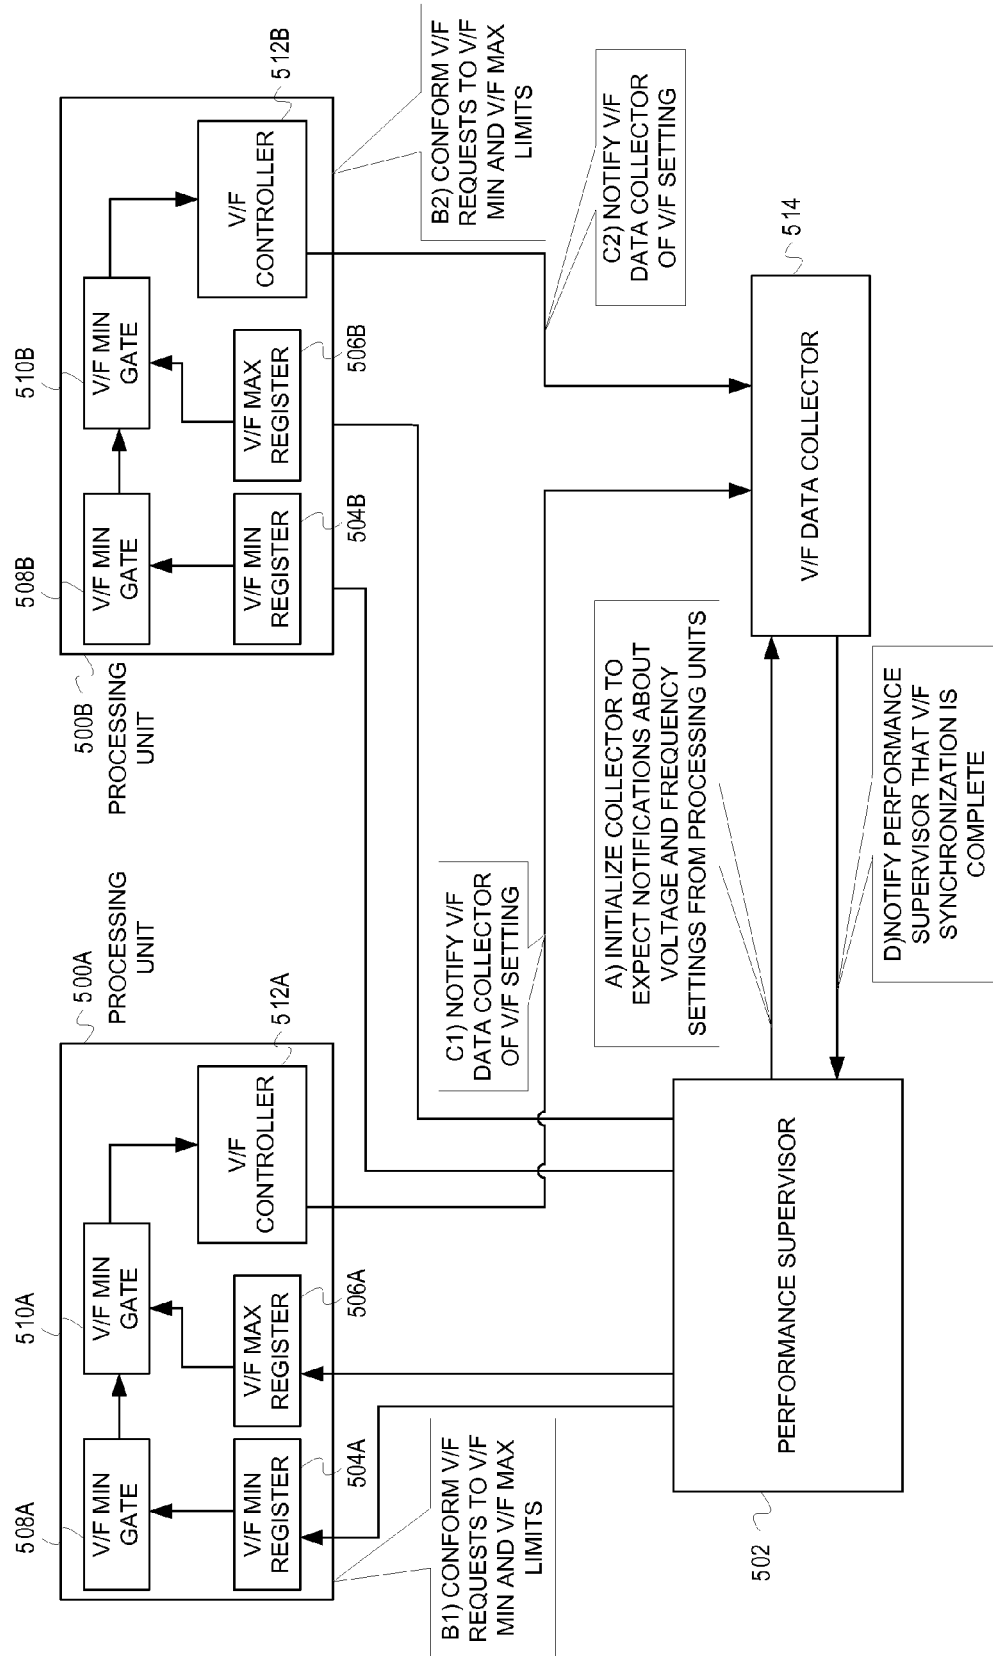 500A
PROCESSING
UNIT
508A
V/F MIN
GATE
510A
V/F MIN
GATE
V/F MIN
REGISTER
504A
V/F MAX
REGISTER
506A
V/F
CONTROLLER
512A
B1) CONFORM V/F
REQUESTS TO V/F
MIN AND V/F MAX
LIMITS
500B
PROCESSING
UNIT
508B
V/F MIN
GATE
510B
V/F MIN
GATE
V/F MIN
REGISTER
504B
V/F MAX
REGISTER
506B
V/F
CONTROLLER
512B
B2) CONFORM V/F
REQUESTS TO V/F
MIN AND V/F MAX
LIMITS
C1) NOTIFY V/F
DATA COLLECTOR
OF V/F SETTING
C2) NOTIFY V/F
DATA COLLECTOR
OF V/F SETTING
A) INITIALIZE COLLECTOR TO
EXPECT NOTIFICATIONS ABOUT
VOLTAGE AND FREQUENCY
SETTINGS FROM PROCESSING UNITS
502
PERFORMANCE SUPERVISOR
V/F DATA COLLECTOR
514
D)NOTIFY PERFORMANCE
SUPERVISOR THAT V/F
SYNCHRONIZATION IS
COMPLETE